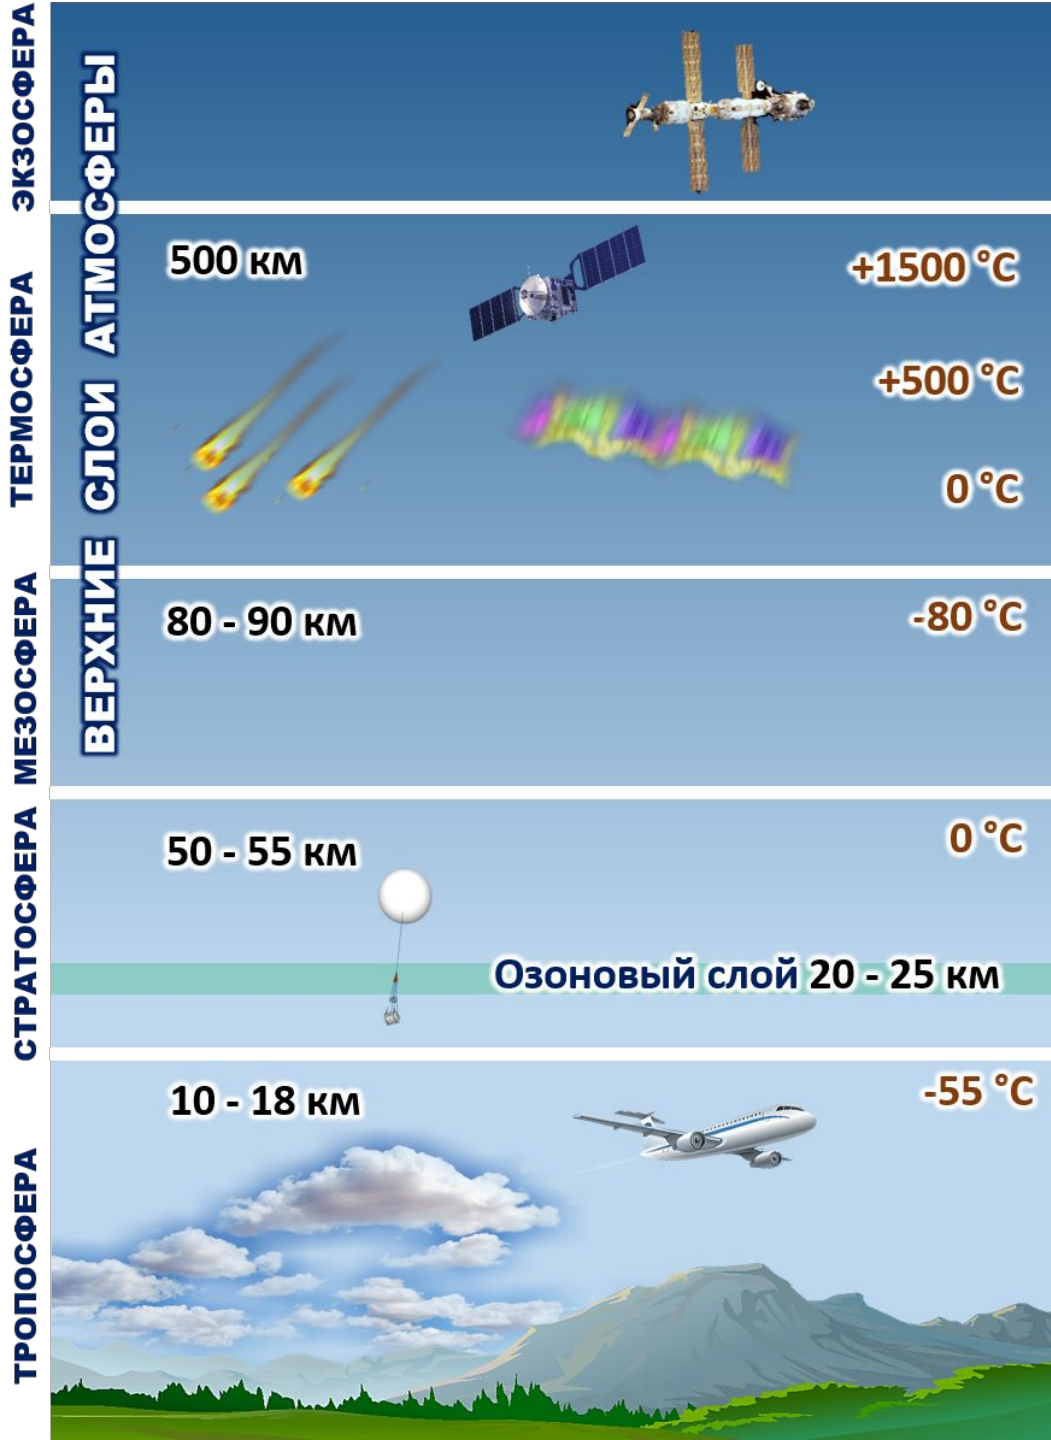 ЭКЗОСФЕРА
ВЕРХНИЕ СЛОИ АТМОСФЕРЫ
ТЕРМОСФЕРА
500 км
+1500 °C
+500 °C
0 °C
МЕЗОСФЕРА
80 - 90 км
-80 °C
СТРАТОСФЕРА
50 - 55 км
0 °C
Озоновый слой 20 - 25 км
ТРОПОСФЕРА
10 - 18 км
-55 °C